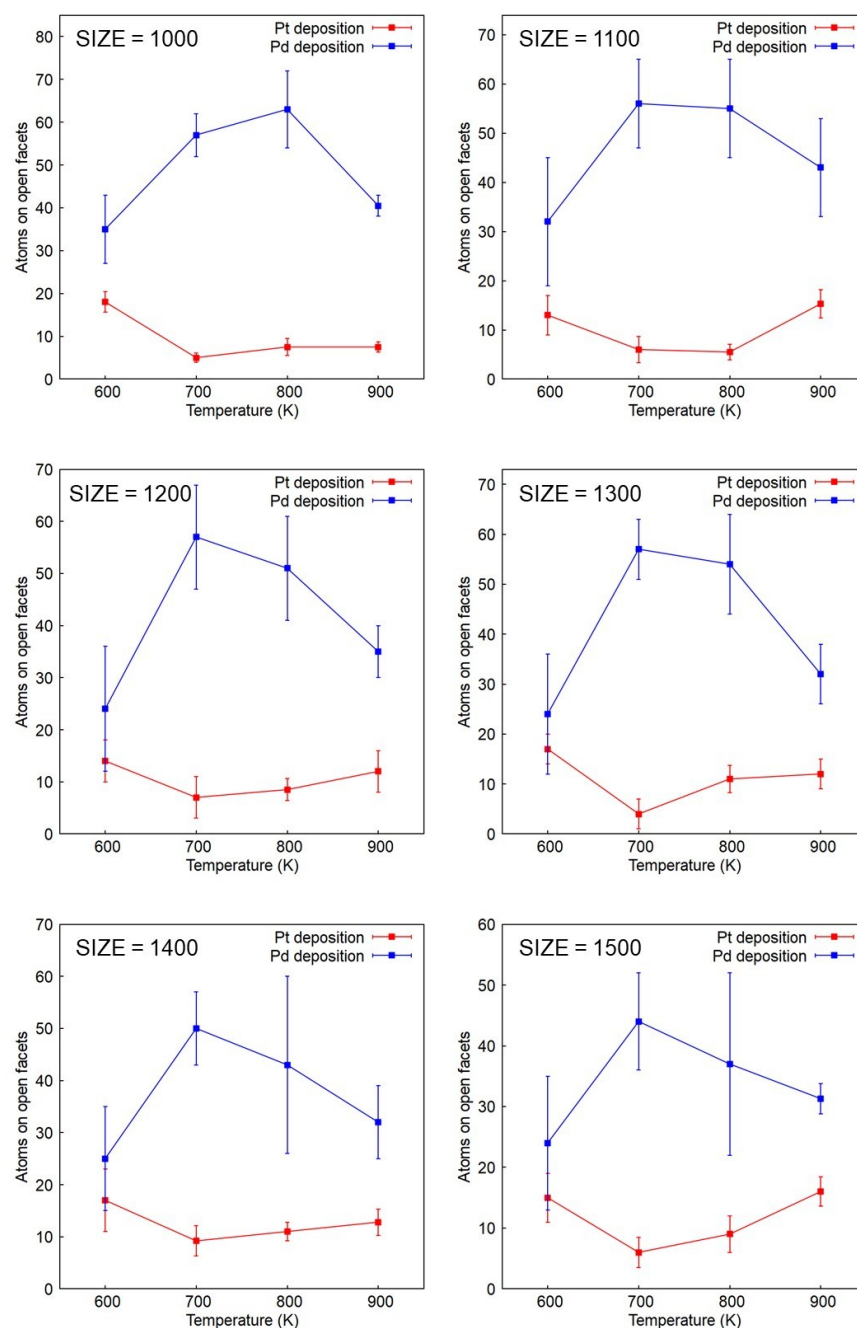 SIZE = 1000
Pt deposition
Pd deposition
Atoms on open facets
80
70
60
50
40
30
20
10
0
600 700 800 900
Temperature (K)
SIZE = 1100
Pt deposition
Pd deposition
Atoms on open facets
70
60
50
40
30
20
10
0
600 700 800 900
Temperature (K)
SIZE = 1200
Pt deposition
Pd deposition
Atoms on open facets
70
60
50
40
30
20
10
0
600 700 800 900
Temperature (K)
SIZE = 1300
Pt deposition
Pd deposition
Atoms on open facets
70
60
50
40
30
20
10
0
600 700 800 900
Temperature (K)
SIZE = 1400
Pt deposition
Pd deposition
Atoms on open facets
70
60
50
40
30
20
10
0
600 700 800 900
Temperature (K)
SIZE = 1500
Pt deposition
Pd deposition
Atoms on open facets
60
50
40
30
20
10
0
600 700 800 900
Temperature (K)